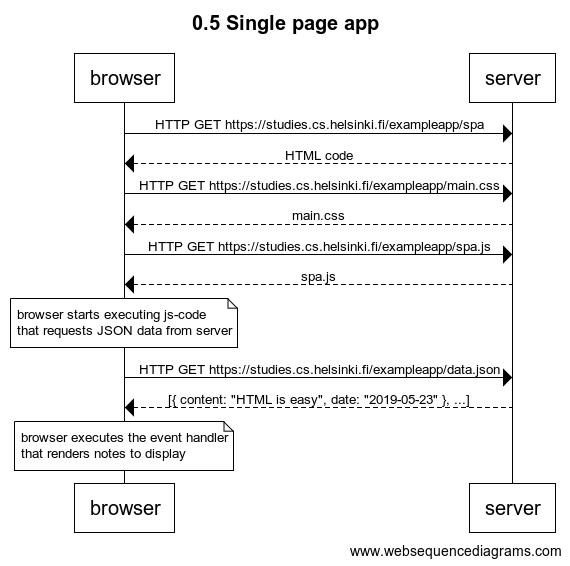 0.5 Single page app
browser
server
HTTP GET https://studies.cs.helsinki.fi/exampleapp/spa
HTML code
HTTP GET https://studies.cs.helsinki.fi/exampleapp/main.css
main.css
HTTP GET https://studies.cs.helsinki.fi/exampleapp/spa.js
spa.js
browser starts executing js-code
that requests JSON data from server
HTTP GET https://studies.cs.helsinki.fi/exampleapp/data.json
[{ content: "HTML is easy", date: "2019-05-23" }, ...]
browser executes the event handler
that renders notes to display
browser
server
www.websequencediagrams.com